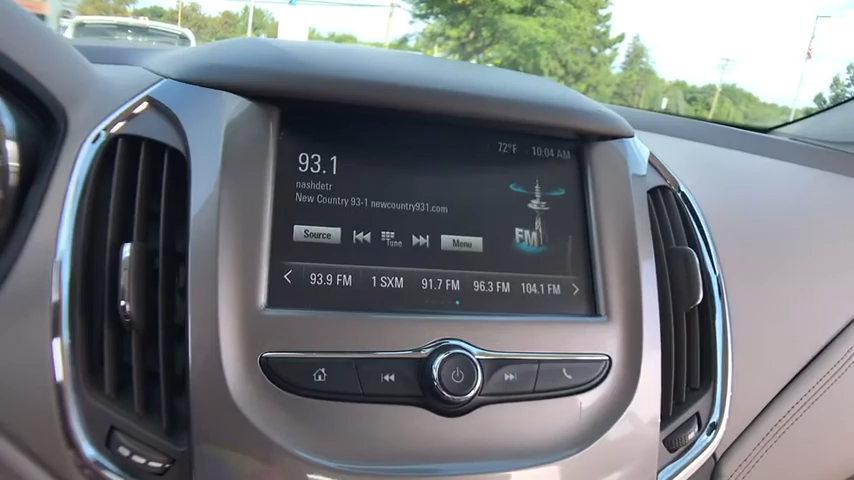 72°F 10:04 AM
93.1
nashdetr
New Country 93-1 newcountry931.com
Source Tune Menu
FM
93.9 FM 1 SXM 91.7 FM 96.3 FM 104.1 FM